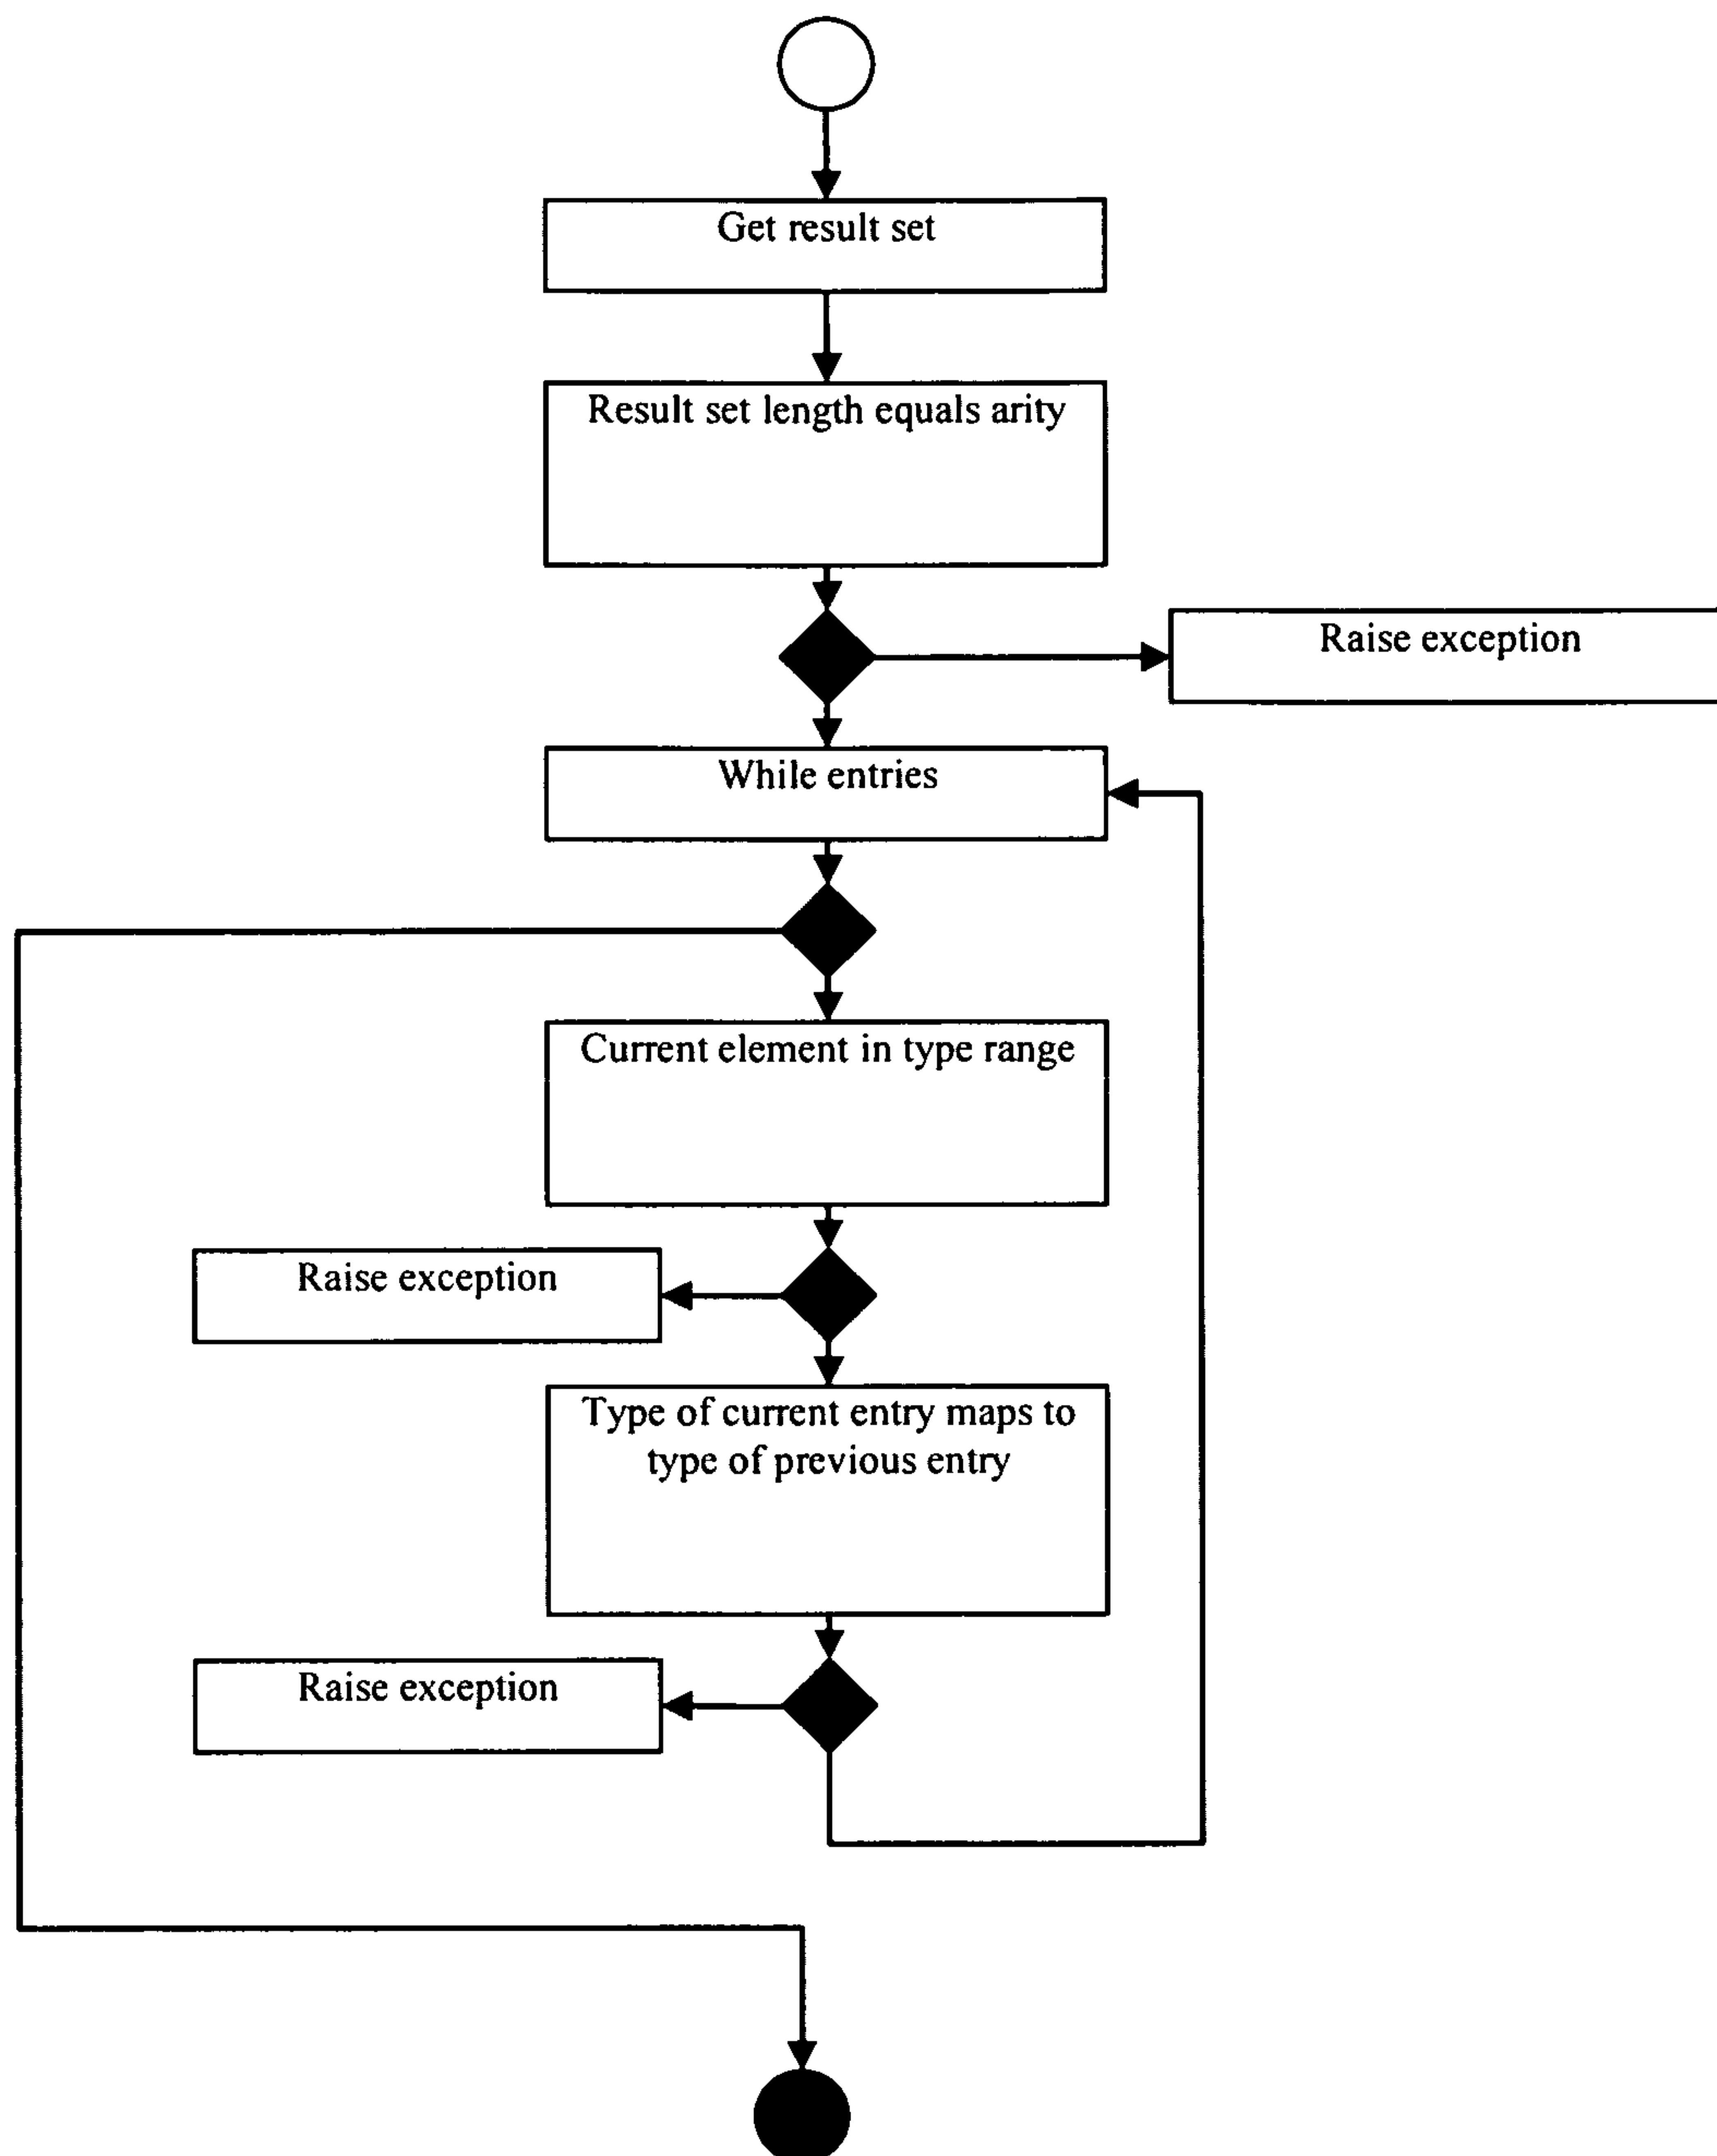 Get result set
Result set length equals arity
Raise exception
While entries
Current element in type range
Raise exception
Type of current entry maps to
type of previous entry
Raise exception